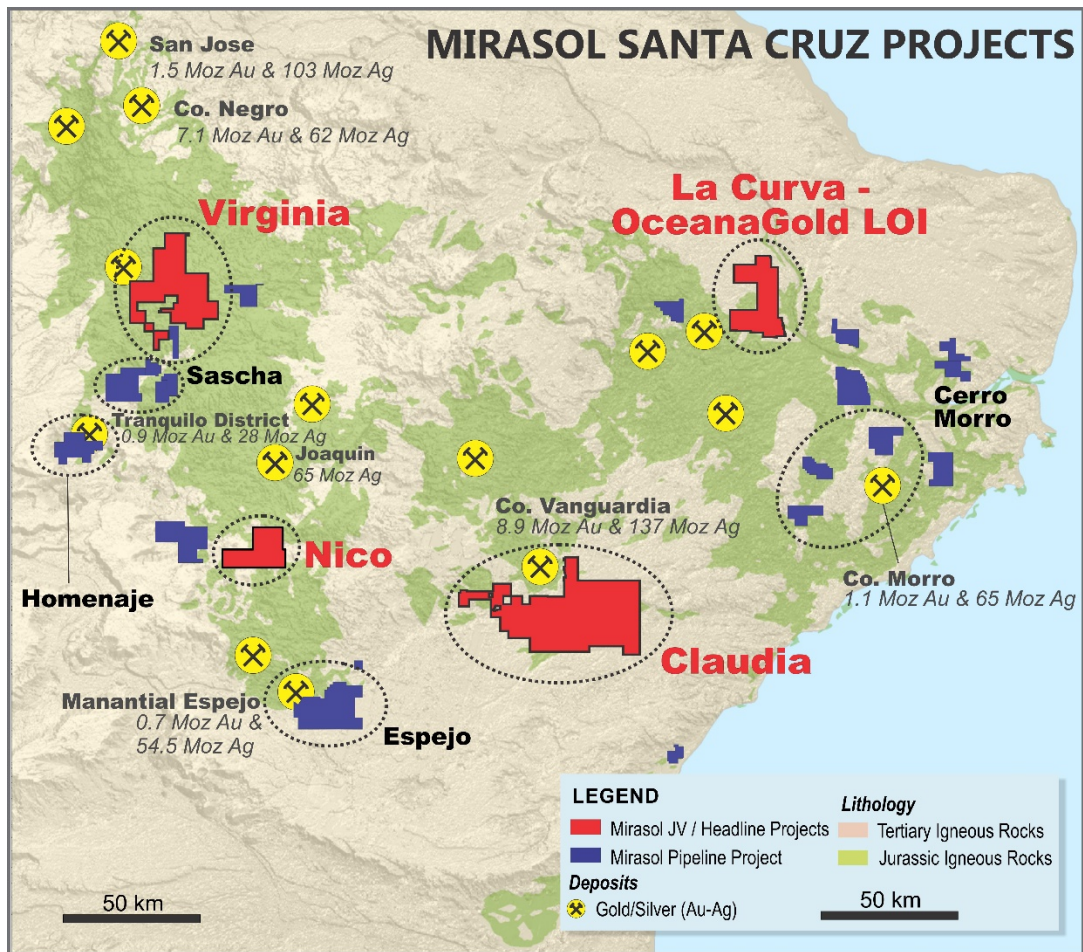 MIRASOL SANTA CRUZ PROJECTS
San Jose
1.5 Moz Au & 103 Moz Ag
Co. Negro
7.1 Moz Au & 62 Moz Ag
Virginia
La Curva -
OceanaGold LOI
Sascha
Tranquilo District
0.9 Moz Au & 28 Moz Ag
Joaquin
65 Moz Ag
Cerro
Morro
Co. Vanguardia
8.9 Moz Au & 137 Moz Ag
Nico
Homenaje
Co. Morro
1.1 Moz Au & 65 Moz Ag
Claudia
Manantial Espejo
0.7 Moz Au &
54.5 Moz Ag
Espejo
LEGEND
Mirasol JV / Headline Projects
Mirasol Pipeline Project
Deposits
Gold/Silver (Au-Ag)
Lithology
Tertiary Igneous Rocks
Jurassic Igneous Rocks
50 km
50 km